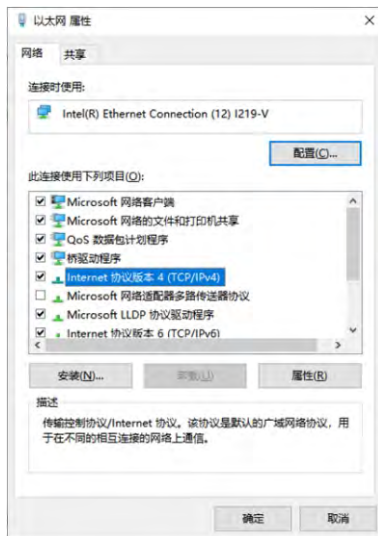 以太网 属性
网络 共享
连接时使用:
Intel(R) Ethernet Connection (12) I219-V
配置(C)...
此连接使用下列项目(O):
Microsoft 网络客户端
Microsoft 网络的文件和打印机共享
QoS 数据包计划程序
桥驱动程序
Internet 协议版本 4 (TCP/IPv4)
Microsoft 网络适配器多路传送器协议
Microsoft LLDP 协议驱动程序
Internet 协议版本 6 (TCP/IPv6)
安装(N)... 卸载(U) 属性(R)
描述
传输控制协议/Internet 协议。该协议是默认的广域网络协议，用
于在不同的相互连接的网络上通信。
确定 取消